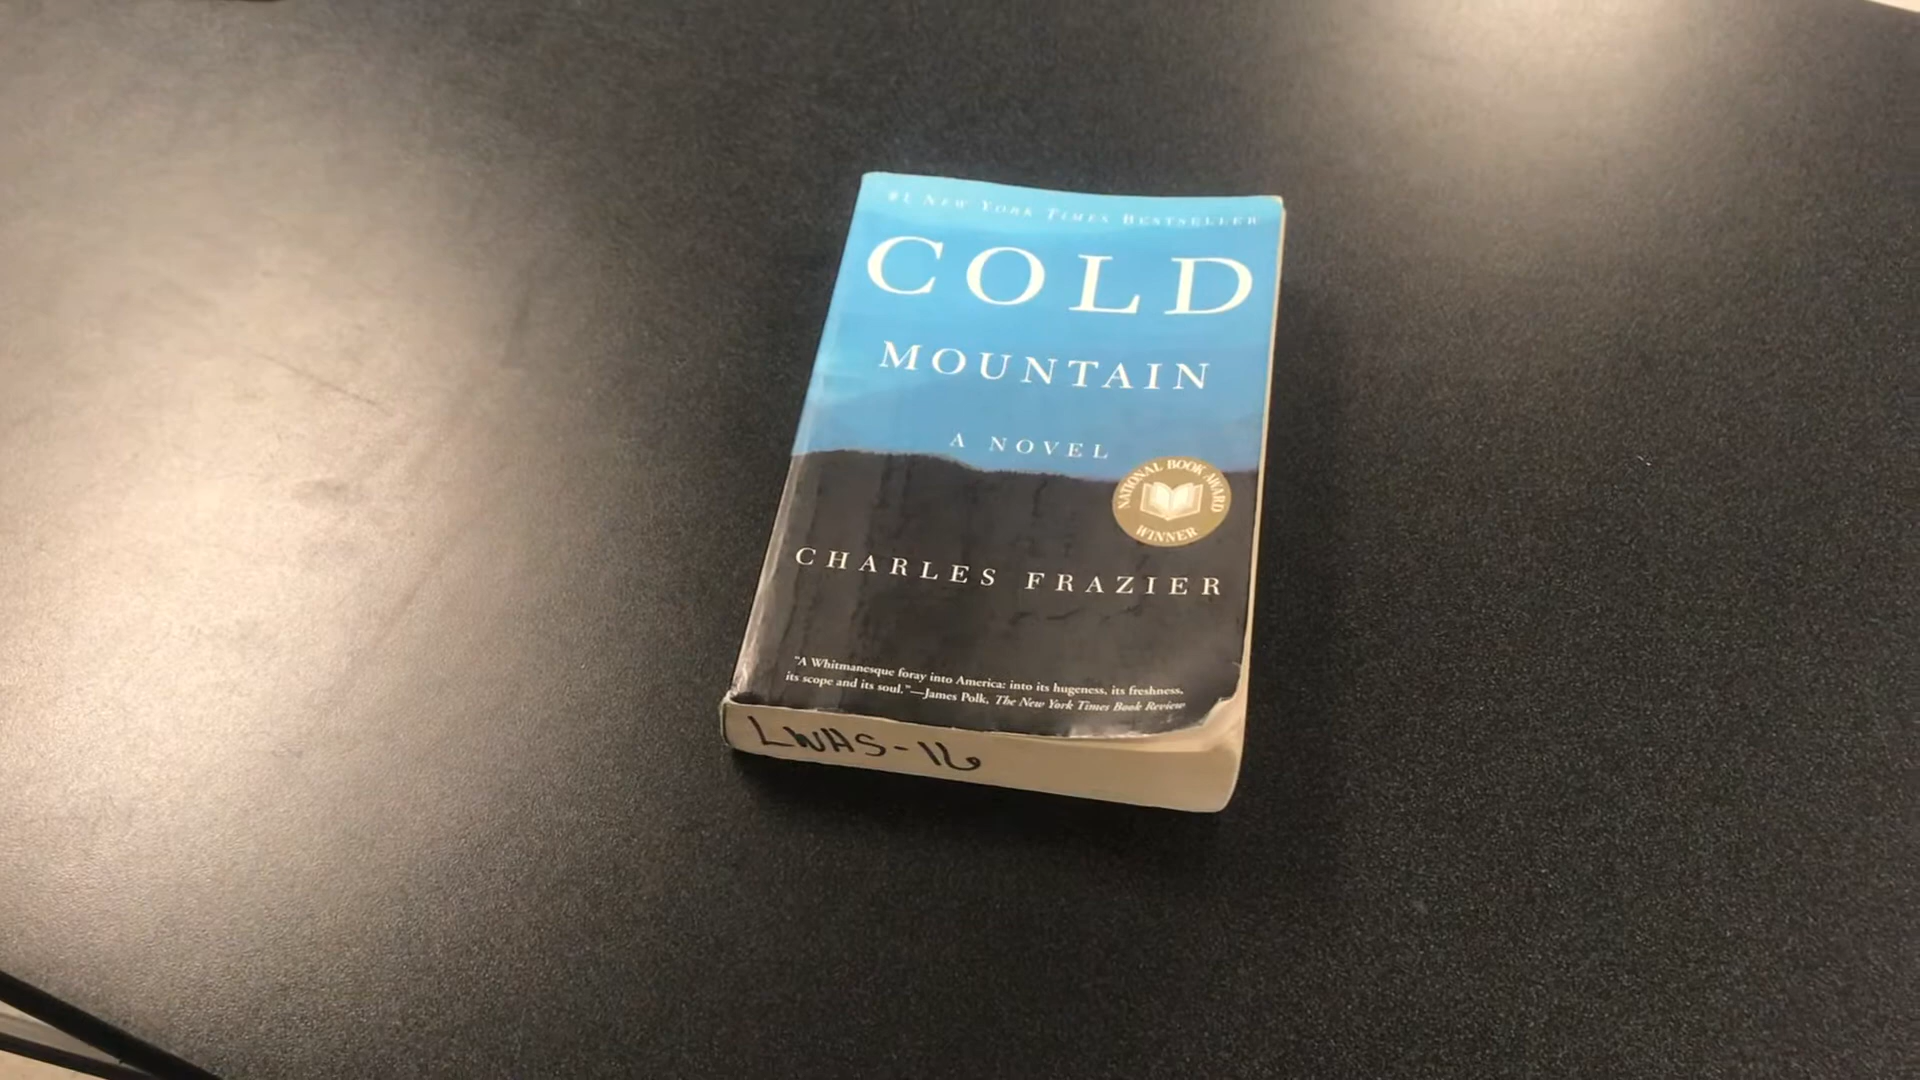 #1 NEW YORK TIMES BESTSELLER
COLD
MOUNTAIN
A NOVEL
NATIONAL BOOK AWARD
WINNER
CHARLES FRAZIER
"A Whitmanesque foray into America: into its hugeness, its freshness,
its scope and its soul."—James Polk, The New York Times Book Review
LWHS-16